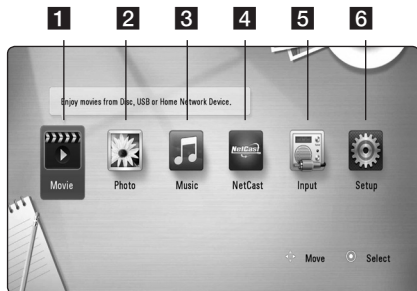 1 2 3 4 5 6
Enjoy movies from Disc, USB or Home Network Device.
NetCast
Movie Photo Music NetCast Input Setup
Move Select